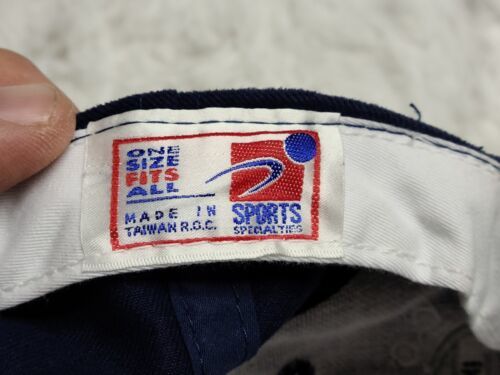 ONE
SIZE
FITS
ALL
MADE IN
TAIWAN R.O.C.
SPORTS
SPECIALTIES